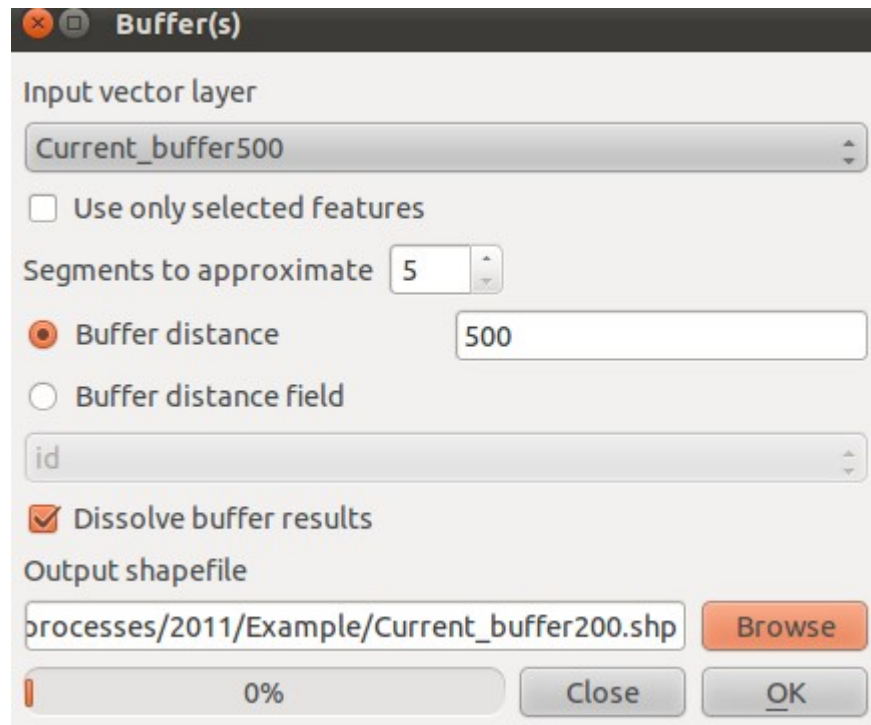 Buffer(s)
Input vector layer
Current_buffer500
Use only selected features
Segments to approximate 5
Buffer distance 500
Buffer distance field
id
Dissolve buffer results
Output shapefile
processes/2011/Example/Current_buffer200.shp Browse
0% Close OK